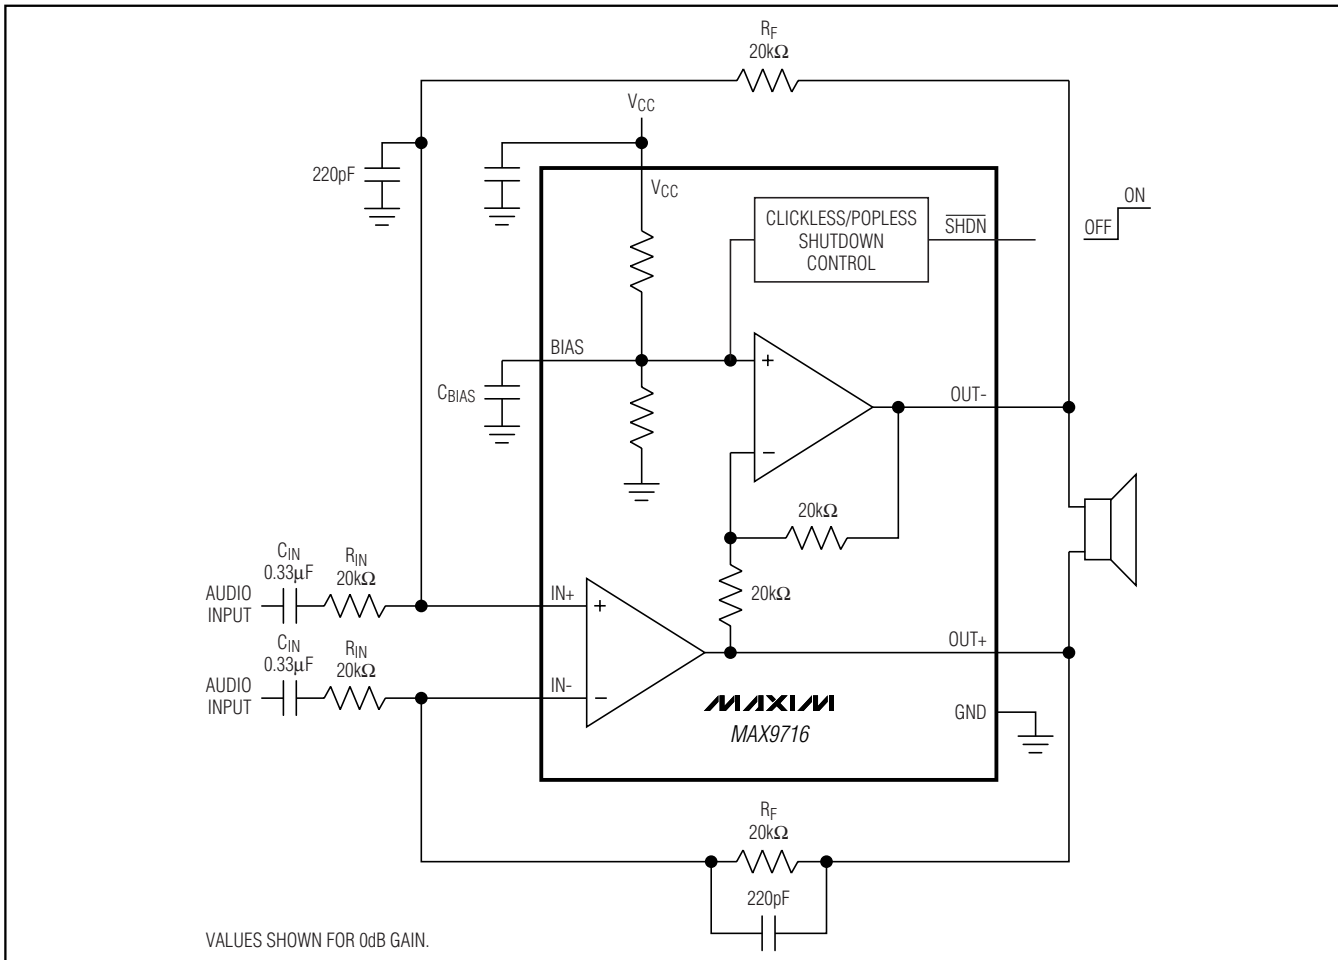 RF
20kΩ
VCC
220pF
VCC
CLICKLESS/POPLESS
SHUTDOWN
CONTROL
SHDN
OFF
ON
BIAS
CBIAS
+
−
OUT-
20kΩ
20kΩ
CIN
0.33µF
RIN
20kΩ
AUDIO
INPUT
IN+
+
OUT+
CIN
0.33µF
RIN
20kΩ
AUDIO
INPUT
IN-
−
MAXIM
MAX9716
GND
RF
20kΩ
220pF
VALUES SHOWN FOR 0dB GAIN.